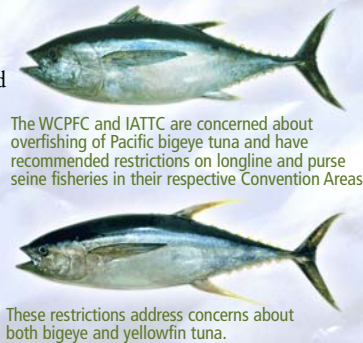 The WCPFC and IATTC are concerned about
overfishing of Pacific bigeye tuna and have
recommended restrictions on longline and purse
seine fisheries in their respective Convention Areas
These restrictions address concerns about
both bigeye and yellowfin tuna.